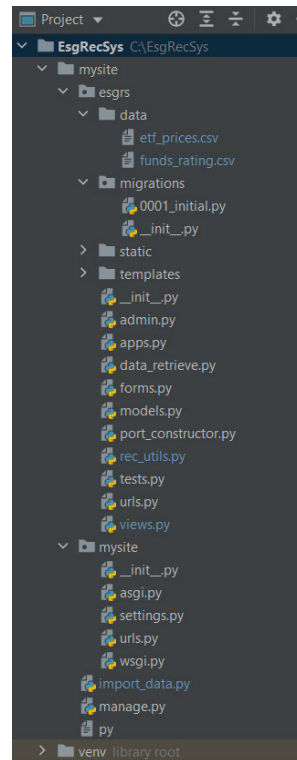 Project
EsgRecSys C:\EsgRecSys
mysite
esgrs
data
etf_prices.csv
funds_rating.csv
migrations
0001_initial.py
__init__.py
static
templates
__init__.py
admin.py
apps.py
data_retrieve.py
forms.py
models.py
port_constructor.py
rec_utils.py
tests.py
urls.py
views.py
mysite
__init__.py
asgi.py
settings.py
urls.py
wsgi.py
import_data.py
manage.py
py
venv library root